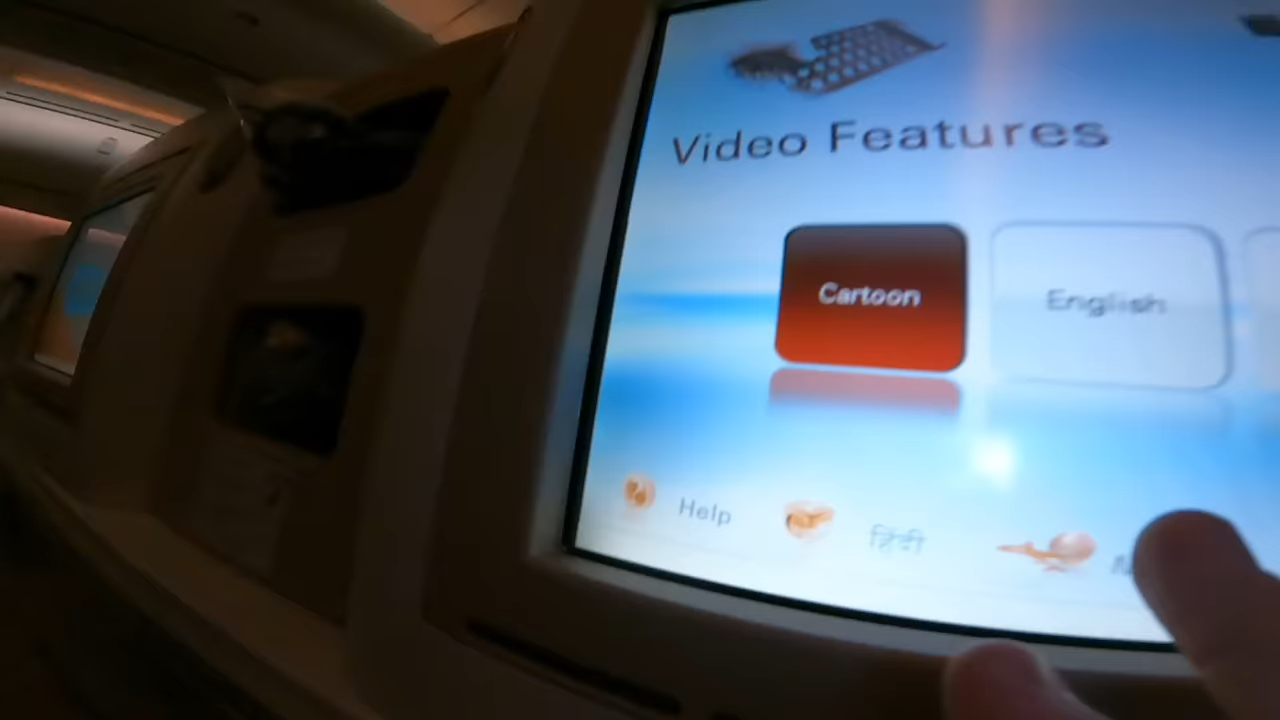 Video Features
Cartoon
English
Help
हिंदी